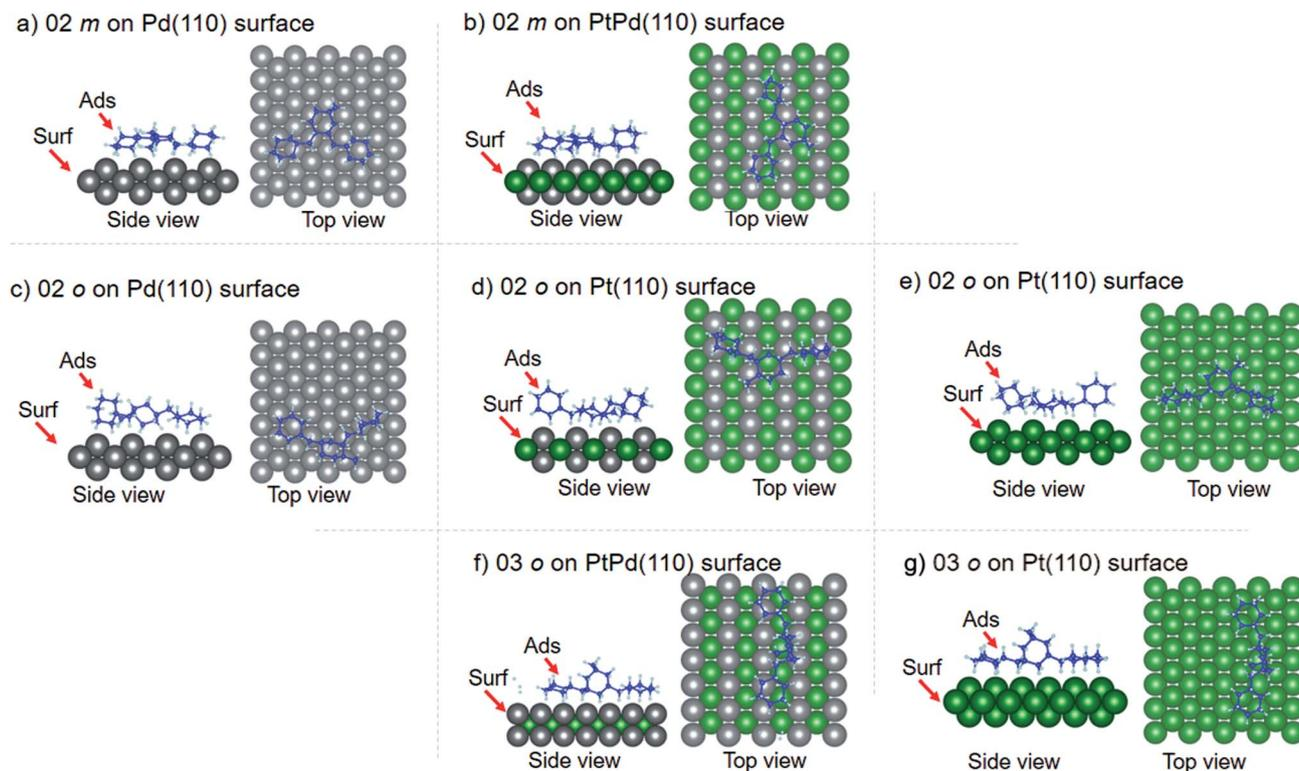 a) 02 m on Pd(110) surface
Ads
Surf
Side view
Top view
b) 02 m on PtPd(110) surface
Ads
Surf
Side view
Top view
c) 02 o on Pd(110) surface
Ads
Surf
Side view
Top view
d) 02 o on Pt(110) surface
Ads
Surf
Side view
Top view
e) 02 o on Pt(110) surface
Ads
Surf
Side view
Top view
f) 03 o on PtPd(110) surface
Ads
Surf
Side view
Top view
g) 03 o on Pt(110) surface
Ads
Surf
Side view
Top view